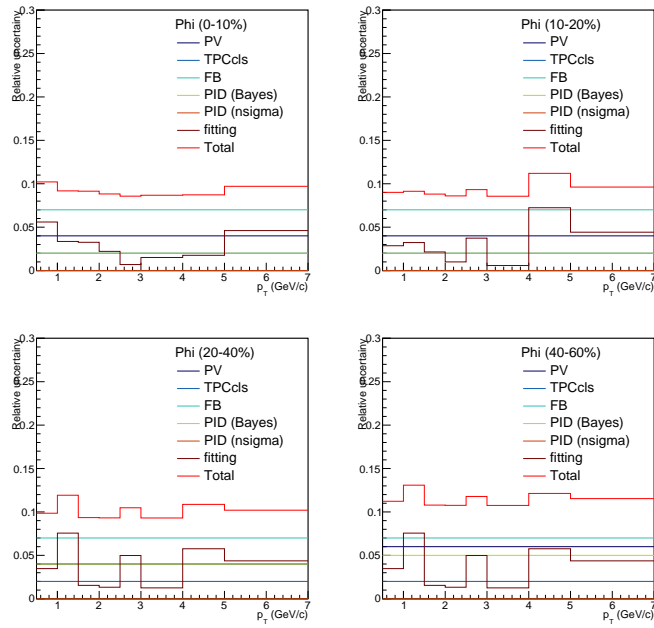 Phi (0-10%)
PV
TPCcls
FB
PID (Bayes)
PID (nsigma)
fitting
Total
Relative uncertainy
0.3
0.25
0.2
0.15
0.1
0.05
0
1 2 3 4 5 6 7
p_T (GeV/c)
Phi (10-20%)
PV
TPCcls
FB
PID (Bayes)
PID (nsigma)
fitting
Total
Relative uncertainy
0.3
0.25
0.2
0.15
0.1
0.05
0
1 2 3 4 5 6 7
p_T (GeV/c)
Phi (20-40%)
PV
TPCcls
FB
PID (Bayes)
PID (nsigma)
fitting
Total
Relative uncertainy
0.3
0.25
0.2
0.15
0.1
0.05
0
1 2 3 4 5 6 7
p_T (GeV/c)
Phi (40-60%)
PV
TPCcls
FB
PID (Bayes)
PID (nsigma)
fitting
Total
Relative uncertainy
0.3
0.25
0.2
0.15
0.1
0.05
0
1 2 3 4 5 6 7
p_T (GeV/c)